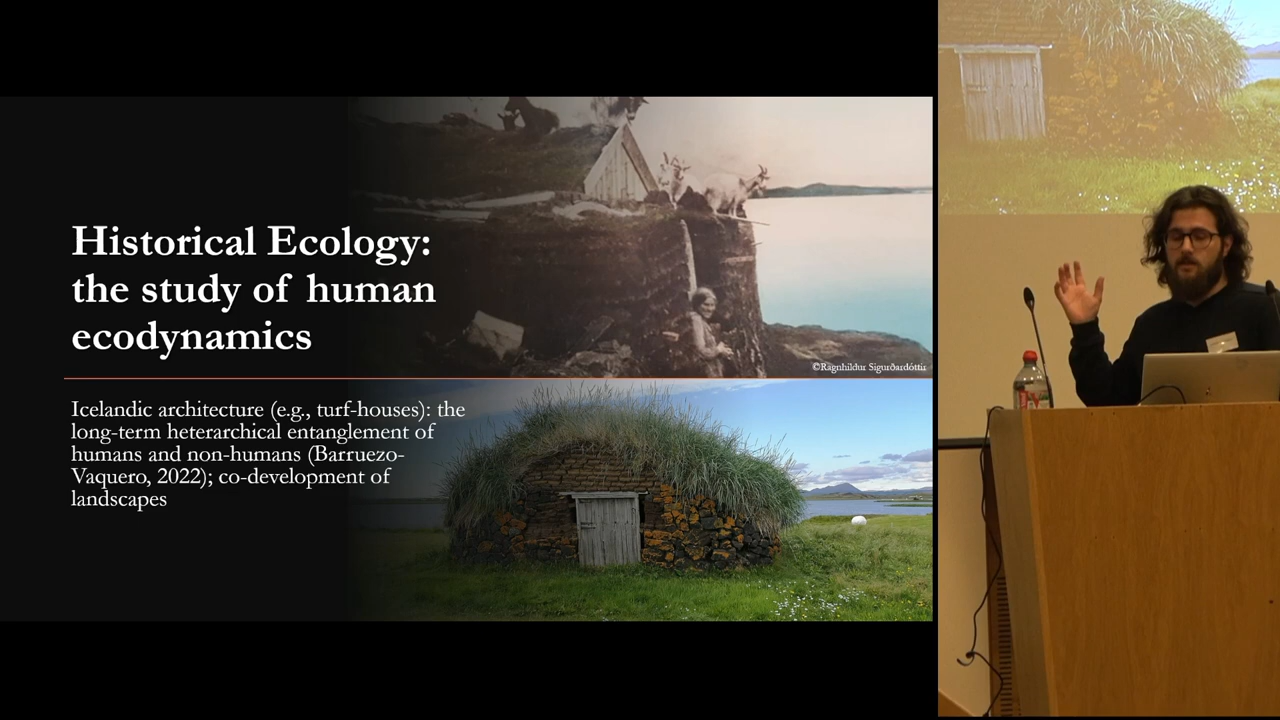 Historical Ecology:
the study of human
ecodynamics
©Ragnhildur Sigurðardóttir
Icelandic architecture (e.g., turf-houses): the
long-term heterarchical entanglement of
humans and non-humans (Barruezo-
Vaquero, 2022); co-development of
landscapes